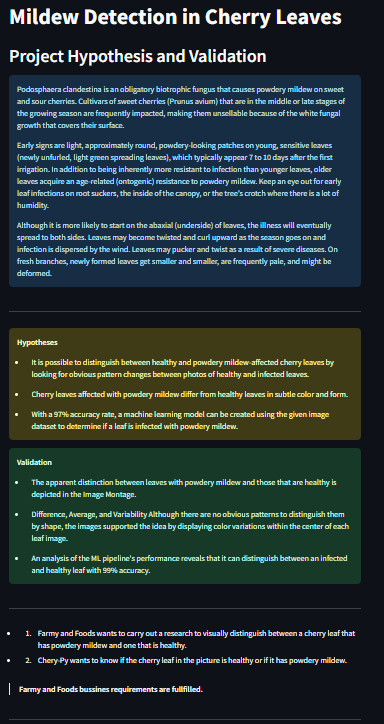 Mildew Detection in Cherry Leaves
Project Hypothesis and Validation
Podosphaera clandestina is an obligatory biotrophic fungus that causes powdery mildew on sweet
and sour cherries. Cultivars of sweet cherries (Prunus avium) that are in the middle or late stages of
the growing season are frequently impacted, making them unsellable because of the white fungal
growth that covers their surface.
Early signs are light, approximately round, powdery-looking patches on young, sensitive leaves
(newly unfurled, light green spreading leaves), which typically appear 7 to 10 days after the first
irrigation. In addition to being inherently more resistant to infection than younger leaves, older
leaves acquire an age-related (ontogenic) resistance to powdery mildew. Keep an eye out for early
leaf infections on root suckers, the inside of the canopy, or the tree's crotch where there is a lot of
humidity.
Although it is more likely to start on the abaxial (underside) of leaves, the illness will eventually
spread to both sides. Leaves may become twisted and curl upward as the season goes on and
infection is dispersed by the wind. Leaves may pucker and twist as a result of severe diseases. On
fresh branches, newly formed leaves get smaller and smaller, are frequently pale, and might be
deformed.
Hypotheses
• It is possible to distinguish between healthy and powdery mildew-affected cherry leaves by
looking for obvious pattern changes between photos of healthy and infected leaves.
• Cherry leaves affected with powdery mildew differ from healthy leaves in subtle color and form.
• With a 97% accuracy rate, a machine learning model can be created using the given image
dataset to determine if a leaf is infected with powdery mildew.
Validation
• The apparent distinction between leaves with powdery mildew and those that are healthy is
depicted in the Image Montage.
• Difference, Average, and Variability Although there are no obvious patterns to distinguish them
by shape, the images supported the idea by displaying color variations within the center of each
leaf image.
• An analysis of the ML pipeline's performance reveals that it can distinguish between an infected
and healthy leaf with 99% accuracy.
• 1. Farmy and Foods wants to carry out a research to visually distinguish between a cherry leaf that
has powdery mildew and one that is healthy.
• 2. Chery-Py wants to know if the cherry leaf in the picture is healthy or if it has powdery mildew.
Farmy and Foods bussines requirements are fullfilled.